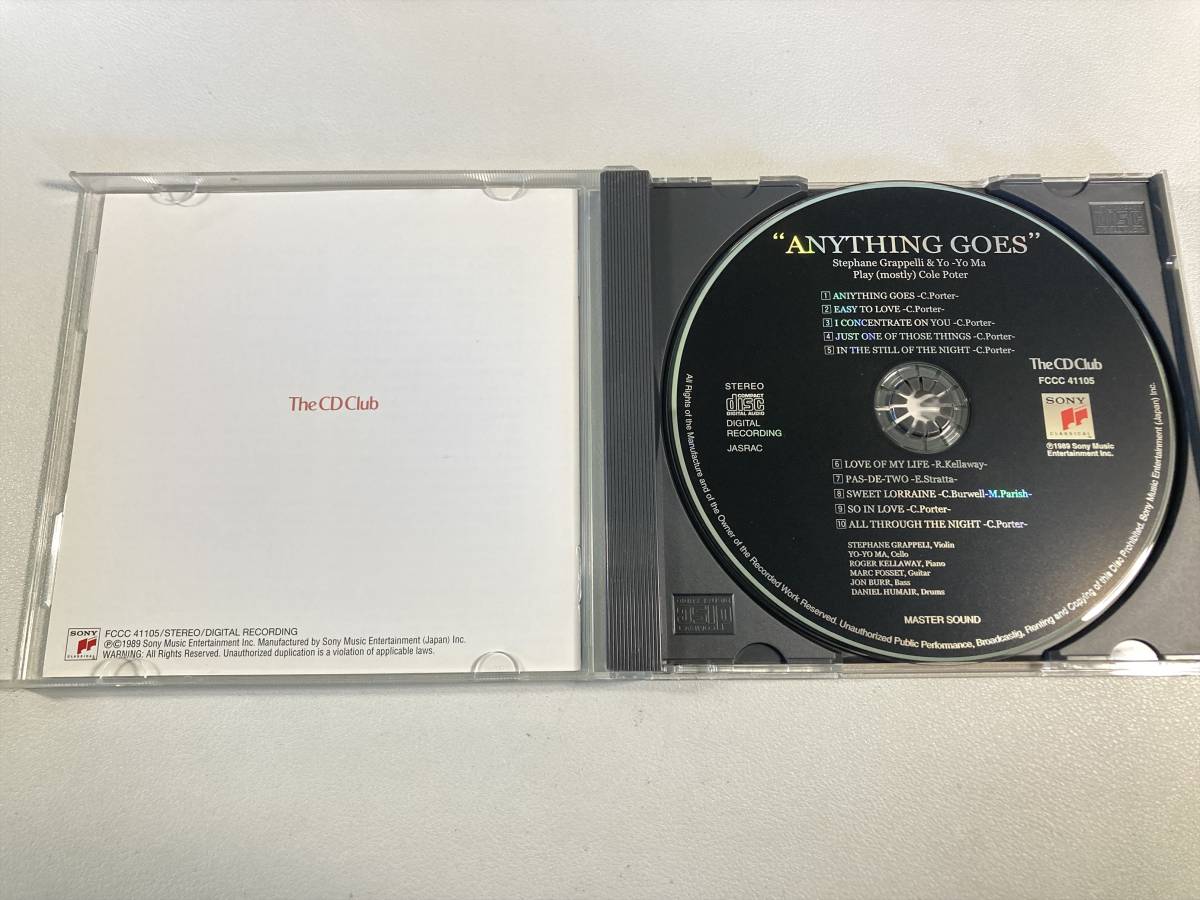 The CD Club
SONY
CLASSICAL
FCCC 41105/STEREO/DIGITAL RECORDING
℗©1989 Sony Music Entertainment Inc. Manufactured by Sony Music Entertainment (Japan) Inc.
WARNING: All Rights Reserved. Unauthorized duplication is a violation of applicable laws.
“ANYTHING GOES”
Stephane Grappelli & Yo -Yo Ma
Play (mostly) Cole Poter
1 ANIYTHING GOES -C.Porter-
2 EASY TO LOVE -C.Porter-
3 I CONCENTRATE ON YOU -C.Porter-
4 JUST ONE OF THOSE THINGS -C.Porter-
5 IN THE STILL OF THE NIGHT -C.Porter-
STEREO
COMPACT
disc
DIGITAL AUDIO
DIGITAL
RECORDING
JASRAC
The CD Club
FCCC 41105
SONY
CLASSICAL
℗1989 Sony Music
Entertainment Inc.
6 LOVE OF MY LIFE -R.Kellaway-
7 PAS-DE-TWO -E.Stratta-
8 SWEET LORRAINE -C.Burwell-M.Parish-
9 SO IN LOVE -C.Porter-
10 ALL THROUGH THE NIGHT -C.Porter-
STEPHANE GRAPPELI, Violin
YO-YO MA, Cello
ROGER KELLAWAY, Piano
MARC FOSSET, Guitar
JON BURR, Bass
DANIEL HUMAIR, Drums
MASTER SOUND
All Rights of the Manufacture and of the Owner of the Recorded Work Reserved. Unauthorized Public Performance, Broadcastig, Renting and Copying of this Disc Prohibited. Sony Music Entertainment (Japan) Inc.
disc
disc